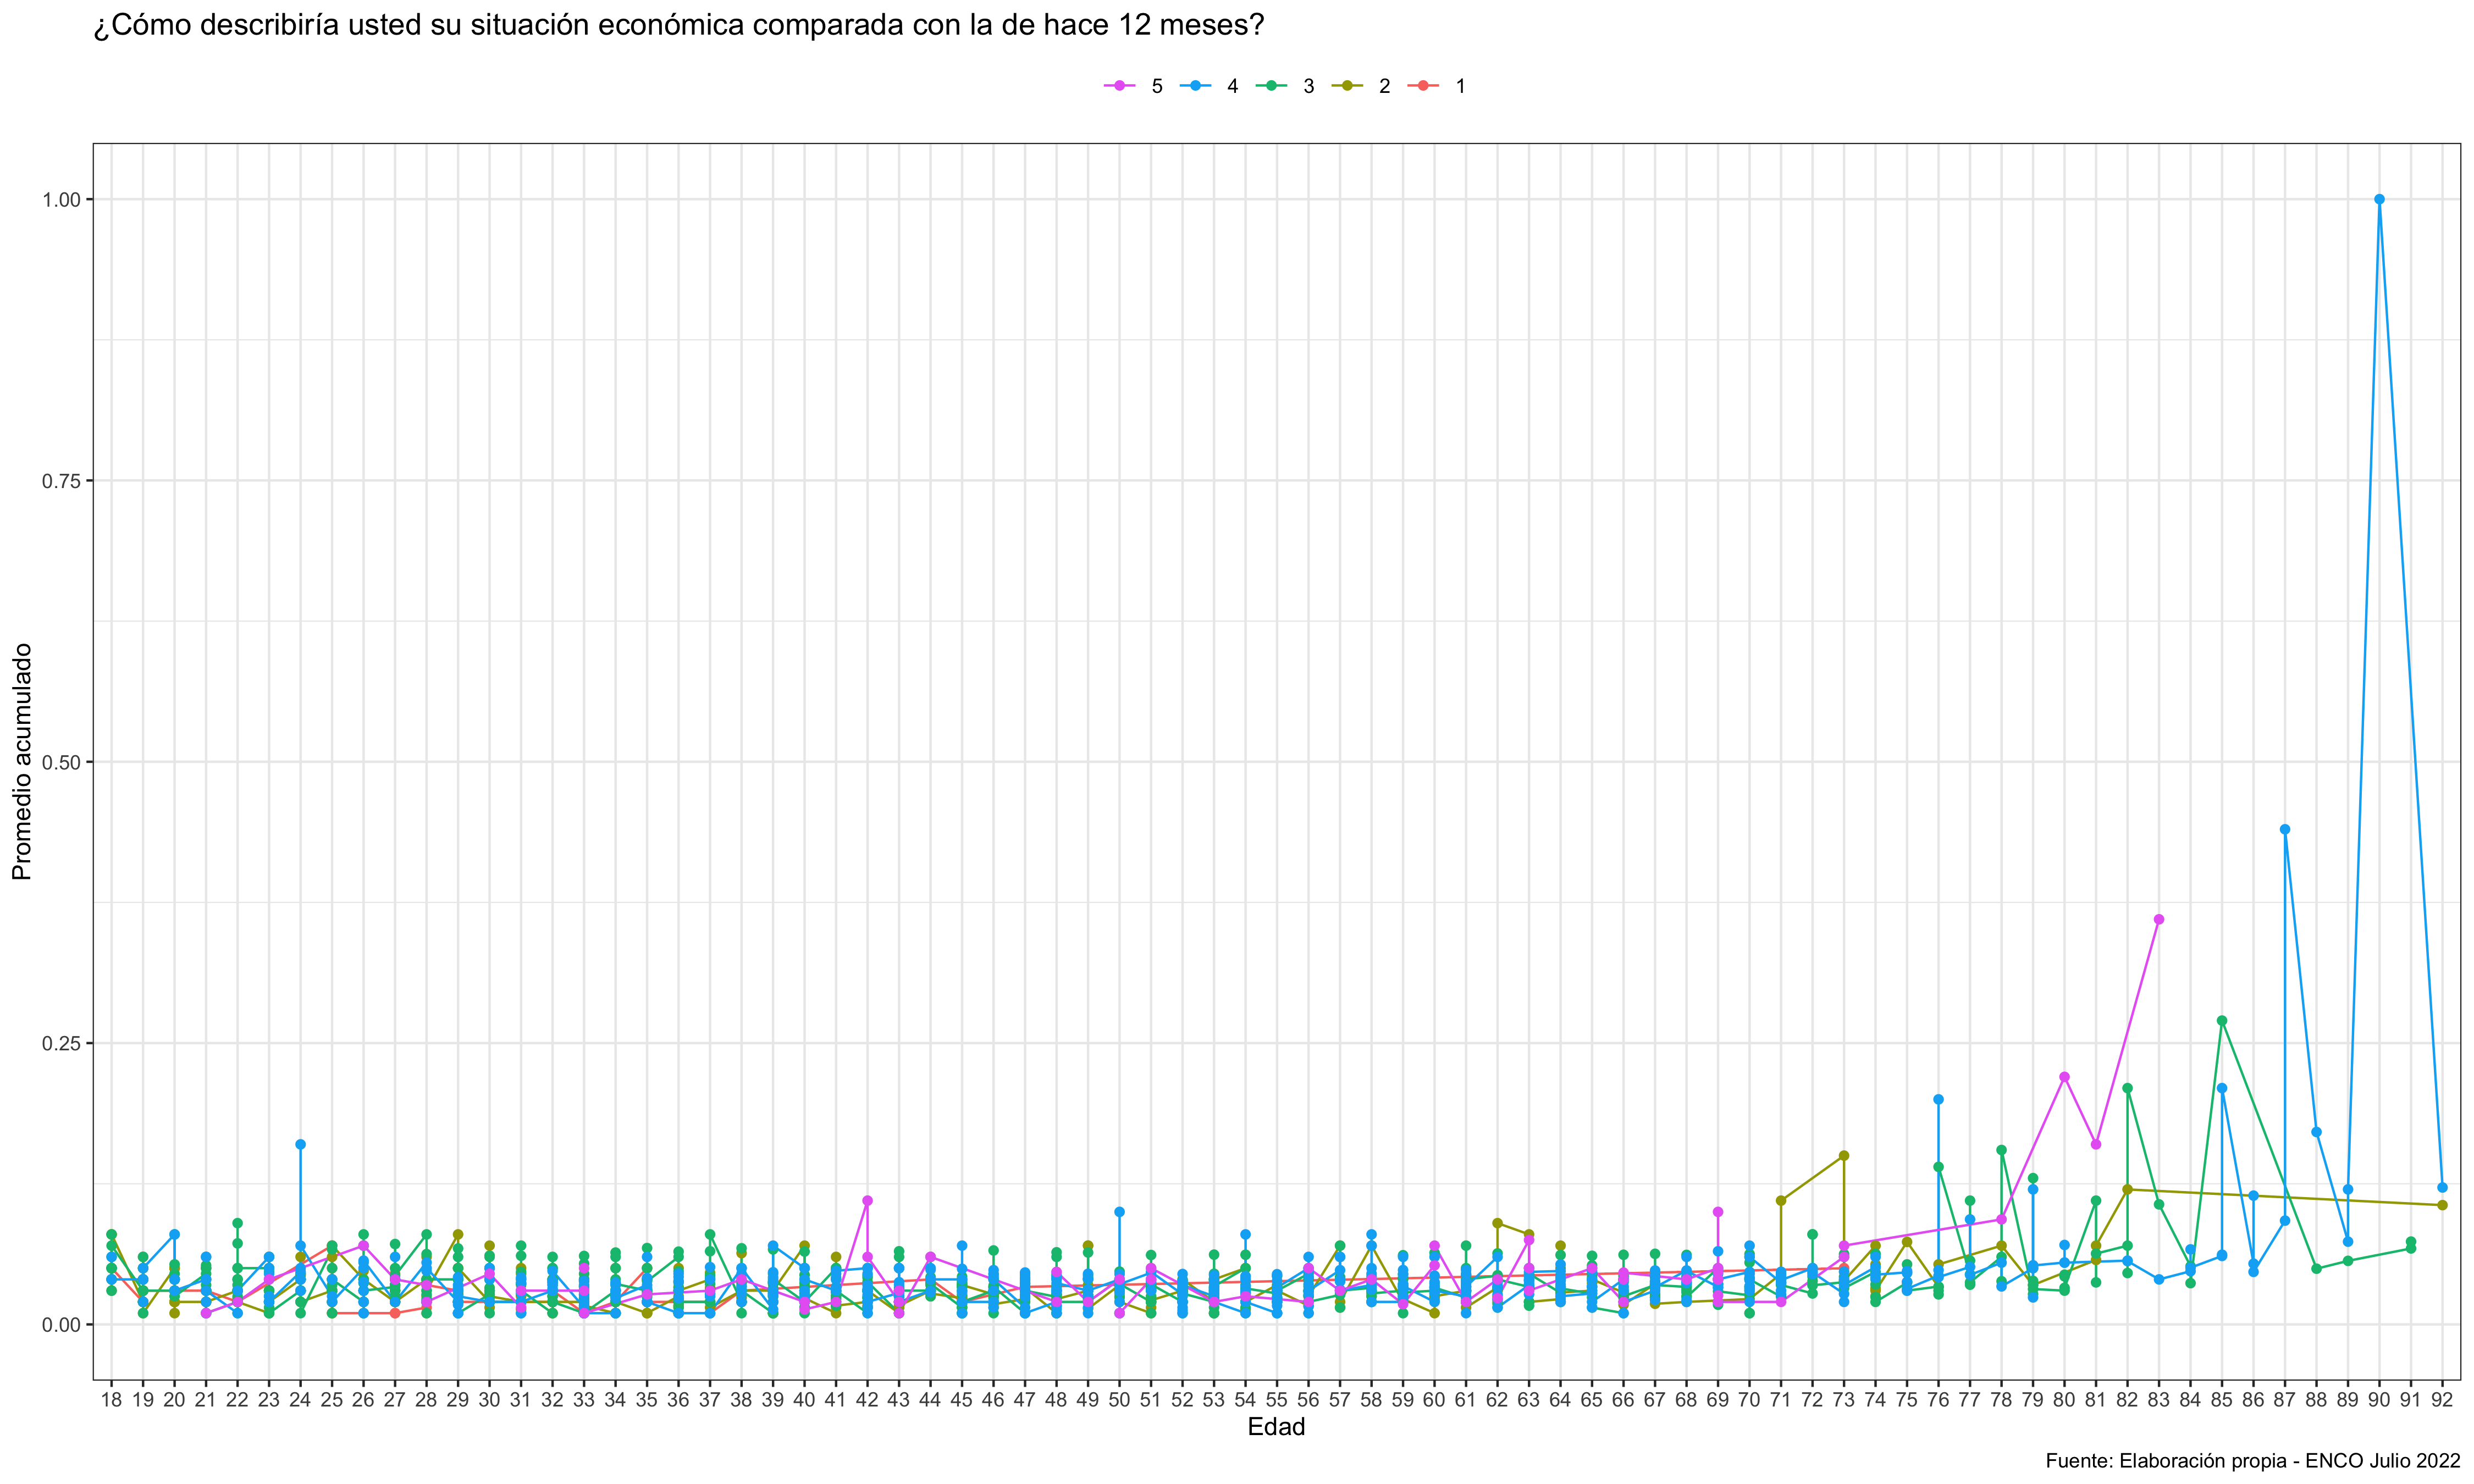 ¿Cómo describiría usted su situación económica comparada con la de hace 12 meses?
5 4 3 2 1
1.00
0.75
0.50
0.25
0.00
Promedio acumulado
18 19 20 21 22 23 24 25 26 27 28 29 30 31 32 33 34 35 36 37 38 39 40 41 42 43 44 45 46 47 48 49 50 51 52 53 54 55 56 57 58 59 60 61 62 63 64 65 66 67 68 69 70 71 72 73 74 75 76 77 78 79 80 81 82 83 84 85 86 87 88 89 90 91 92
Edad
Fuente: Elaboración propia - ENCO Julio 2022